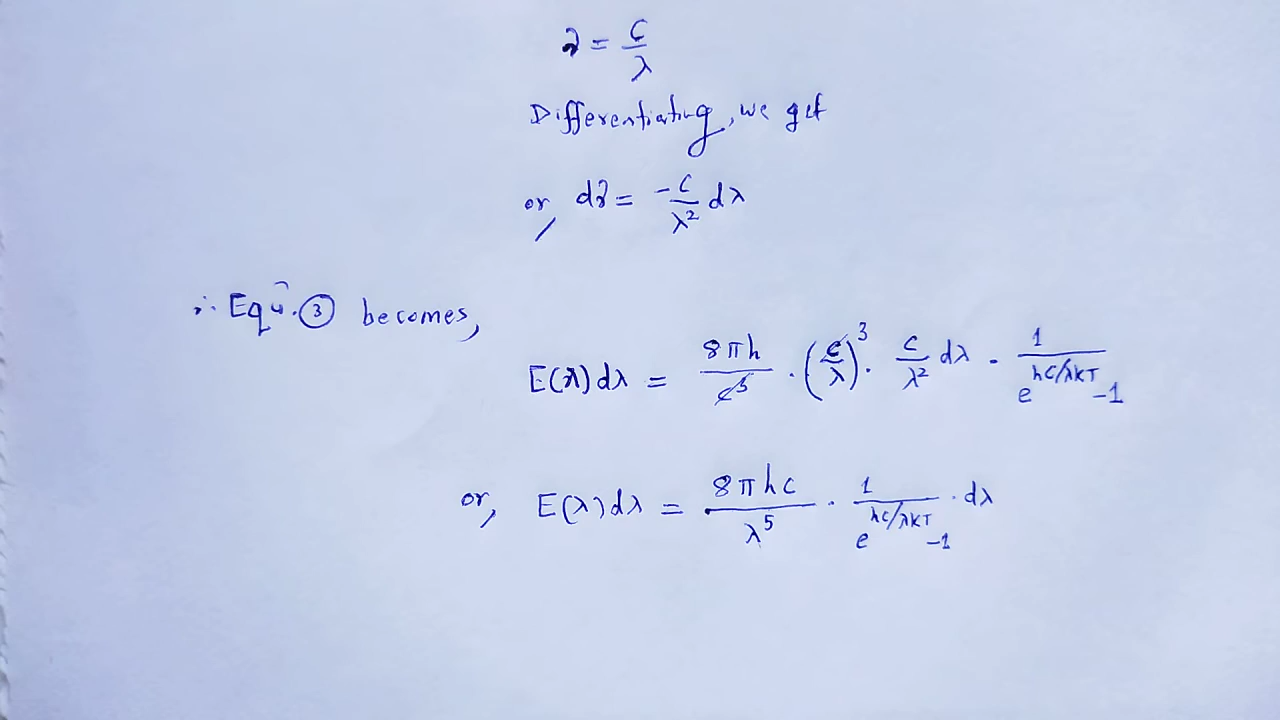 ν = c/λ
Differentiating, we get
or, dν = -c/λ² dλ
∴ Equn. ③ becomes,
E(λ)dλ = 8πh/c³ · (c/λ)³ · c/λ² dλ · 1/(e^(hc/λKT) -1)
or, E(λ)dλ = 8πhc/λ⁵ · 1/(e^(hc/λKT) -1) · dλ